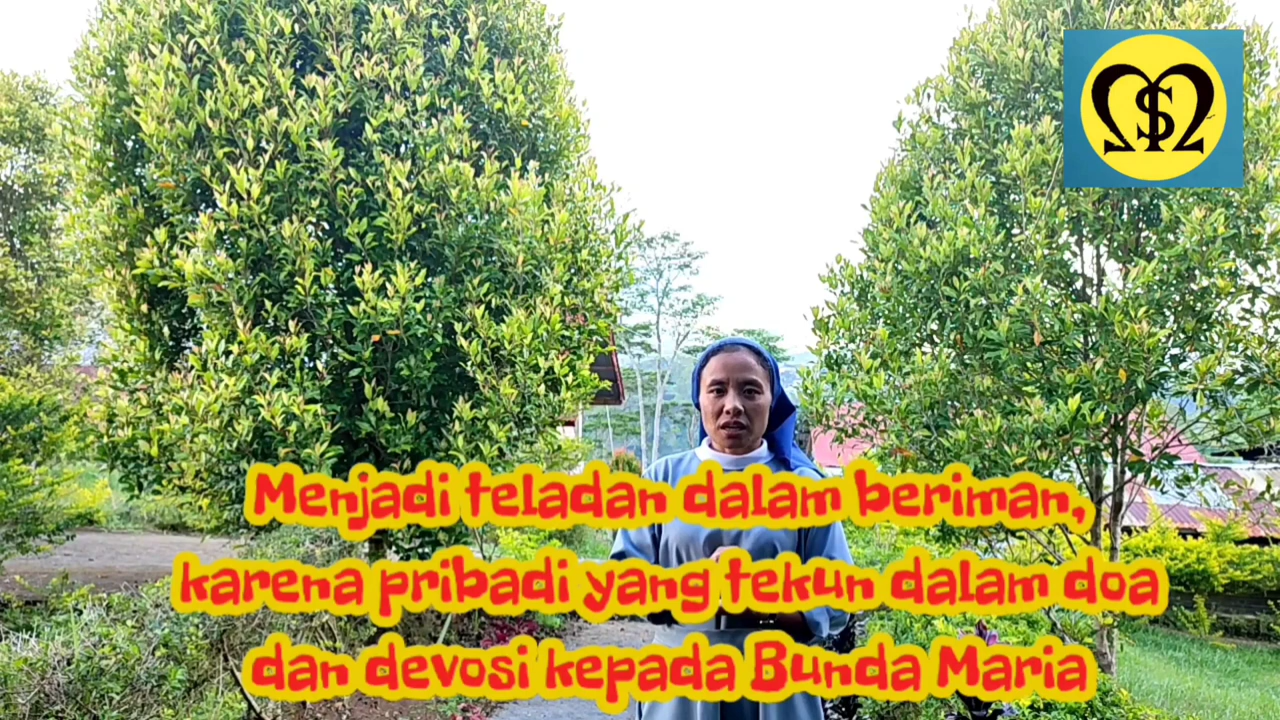 Menjadi teladan dalam beriman,
karena pribadi yang tekun dalam doa
dan devosi kepada Bunda Maria